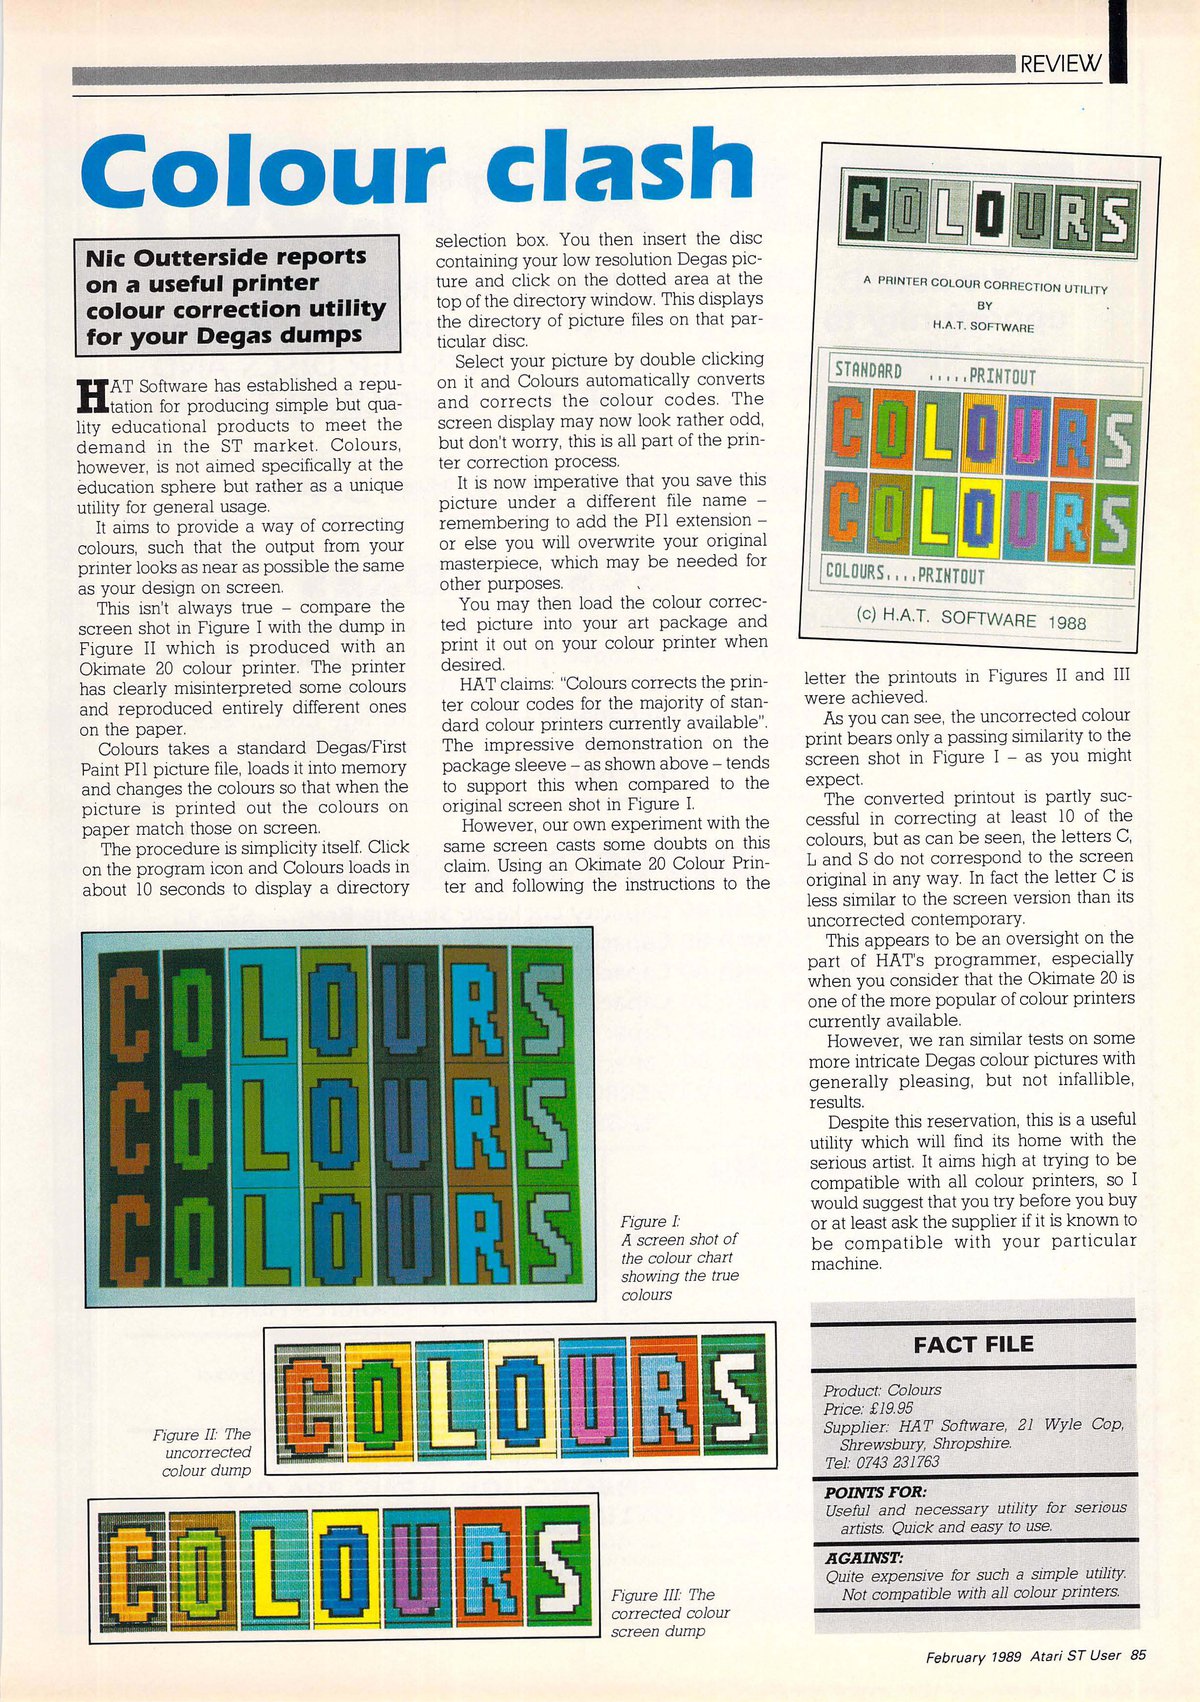 REVIEW
Colour clash
Nic Outterside reports
on a useful printer
colour correction utility
for your Degas dumps
HAT Software has established a repu-
tation for producing simple but qua-
lity educational products to meet the
demand in the ST market. Colours,
however, is not aimed specifically at the
education sphere but rather as a unique
utility for general usage.
It aims to provide a way of correcting
colours, such that the output from your
printer looks as near as possible the same
as your design on screen.
This isn't always true – compare the
screen shot in Figure I with the dump in
Figure II which is produced with an
Okimate 20 colour printer. The printer
has clearly misinterpreted some colours
and reproduced entirely different ones
on the paper.
Colours takes a standard Degas/First
Paint PI1 picture file, loads it into memory
and changes the colours so that when the
picture is printed out the colours on
paper match those on screen.
The procedure is simplicity itself. Click
on the program icon and Colours loads in
about 10 seconds to display a directory
selection box. You then insert the disc
containing your low resolution Degas pic-
ture and click on the dotted area at the
top of the directory window. This displays
the directory of picture files on that par-
ticular disc.
Select your picture by double clicking
on it and Colours automatically converts
and corrects the colour codes. The
screen display may now look rather odd,
but don't worry, this is all part of the prin-
ter correction process.
It is now imperative that you save this
picture under a different file name –
remembering to add the PI1 extension –
or else you will overwrite your original
masterpiece, which may be needed for
other purposes.
You may then load the colour correc-
ted picture into your art package and
print it out on your colour printer when
desired.
HAT claims: "Colours corrects the prin-
ter colour codes for the majority of stan-
dard colour printers currently available".
The impressive demonstration on the
package sleeve – as shown above – tends
to support this when compared to the
original screen shot in Figure I.
However, our own experiment with the
same screen casts some doubts on this
claim. Using an Okimate 20 Colour Prin-
ter and following the instructions to the
COLOURS
A PRINTER COLOUR CORRECTION UTILITY
BY
H.A.T. SOFTWARE
STANDARD .....PRINTOUT
COLOURS
COLOURS
COLOURS....PRINTOUT
(c) H.A.T. SOFTWARE 1988
letter the printouts in Figures II and III
were achieved.
As you can see, the uncorrected colour
print bears only a passing similarity to the
screen shot in Figure I – as you might
expect.
The converted printout is partly suc-
cessful in correcting at least 10 of the
colours, but as can be seen, the letters C,
L and S do not correspond to the screen
original in any way. In fact the letter C is
less similar to the screen version than its
uncorrected contemporary.
This appears to be an oversight on the
part of HAT's programmer, especially
when you consider that the Okimate 20 is
one of the more popular of colour printers
currently available.
However, we ran similar tests on some
more intricate Degas colour pictures with
generally pleasing, but not infallible,
results.
Despite this reservation, this is a useful
utility which will find its home with the
serious artist. It aims high at trying to be
compatible with all colour printers, so I
would suggest that you try before you buy
or at least ask the supplier if it is known to
be compatible with your particular
machine.
COLOURS
COLOURS
COLOURS
Figure I:
A screen shot of
the colour chart
showing the true
colours
COLOURS
Figure II: The
uncorrected
colour dump
COLOURS
Figure III: The
corrected colour
screen dump
FACT FILE
Product: Colours
Price: £19.95
Supplier: HAT Software, 21 Wyle Cop,
Shrewsbury, Shropshire.
Tel: 0743 231763
POINTS FOR:
Useful and necessary utility for serious
artists. Quick and easy to use.
AGAINST:
Quite expensive for such a simple utility.
Not compatible with all colour printers.
February 1989 Atari ST User 85